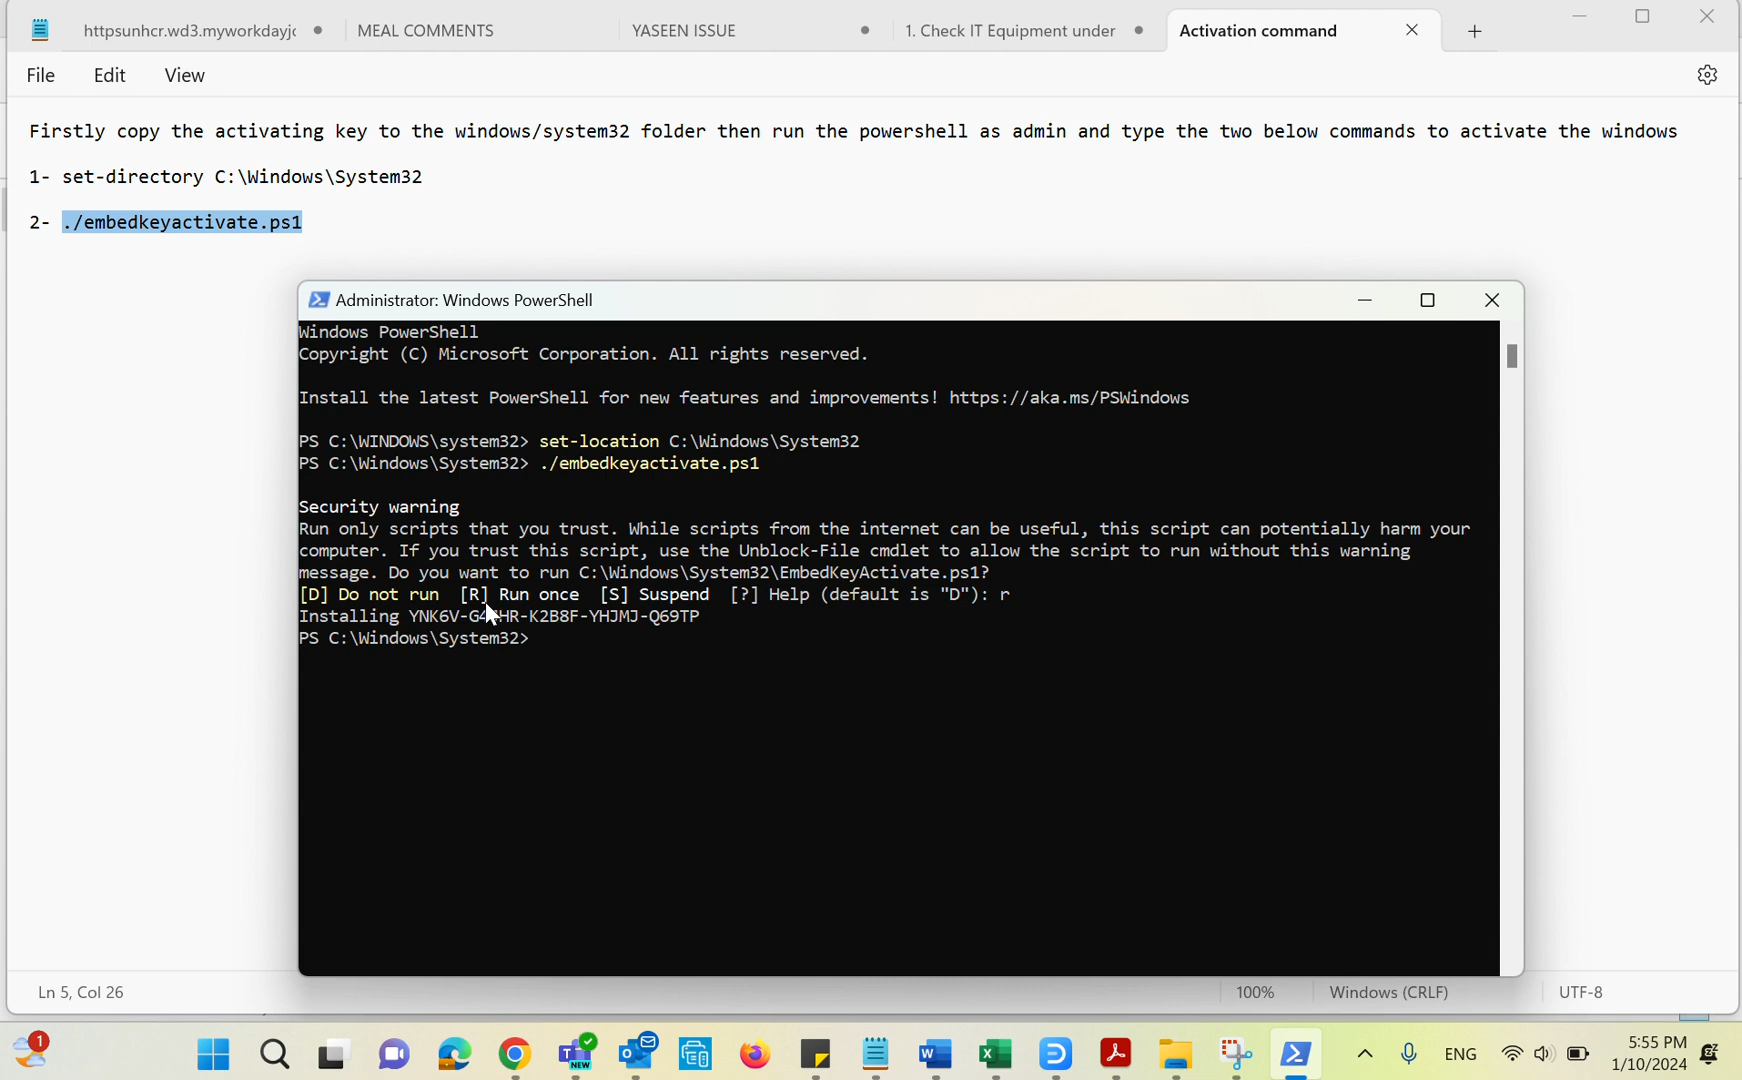 httpsunhcr.wd3.myworkdayjc
MEAL COMMENTS
YASEEN ISSUE
1. Check IT Equipment under
Activation command
File
Edit
View
Firstly copy the activating key to the windows/system32 folder then run the powershell as admin and type the two below commands to activate the windows
1- set-directory C:\Windows\System32
2- ./embedkeyactivate.ps1
Administrator: Windows PowerShell
Windows PowerShell
Copyright (C) Microsoft Corporation. All rights reserved.
Install the latest PowerShell for new features and improvements! https://aka.ms/PSWindows
PS C:\WINDOWS\system32> set-location C:\Windows\System32
PS C:\Windows\System32> ./embedkeyactivate.ps1
Security warning
Run only scripts that you trust. While scripts from the internet can be useful, this script can potentially harm your
computer. If you trust this script, use the Unblock-File cmdlet to allow the script to run without this warning
message. Do you want to run C:\Windows\System32\EmbedKeyActivate.ps1?
[D] Do not run [R] Run once [S] Suspend [?] Help (default is "D"): r
Installing
PS C:\Windows\System32>
Ln 5, Col 26
100%
Windows (CRLF)
UTF-8
1
NEW
ENG
5:55 PM
1/10/2024